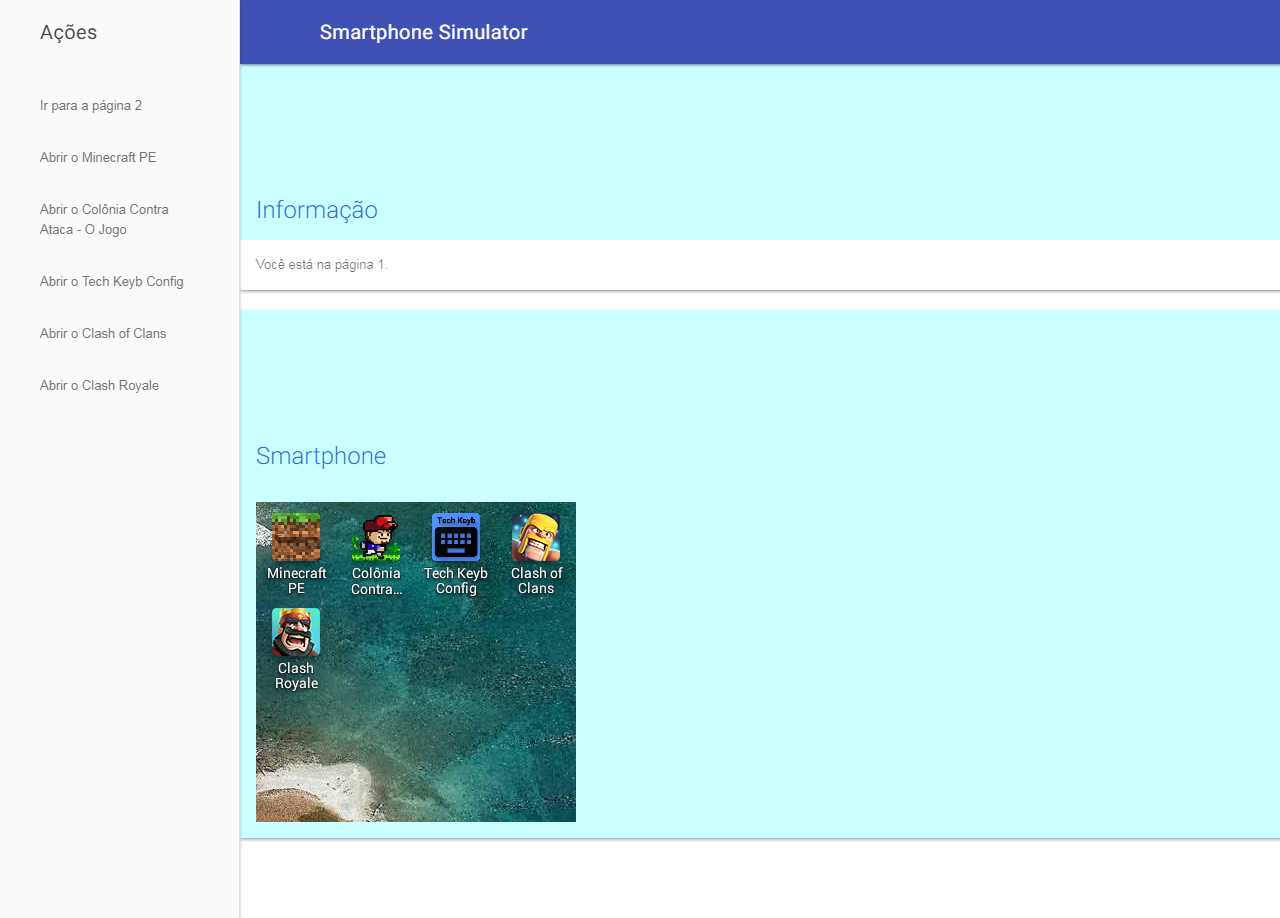 Ações
Smartphone Simulator
Ir para a página 2
Abrir o Minecraft PE
Abrir o Colônia Contra
Ataca - O Jogo
Abrir o Tech Keyb Config
Abrir o Clash of Clans
Abrir o Clash Royale
Informação
Você está na página 1.
Smartphone
Tech Keyb
Minecraft
PE
Colônia
Contra...
Tech Keyb
Config
Clash of
Clans
Clash
Royale